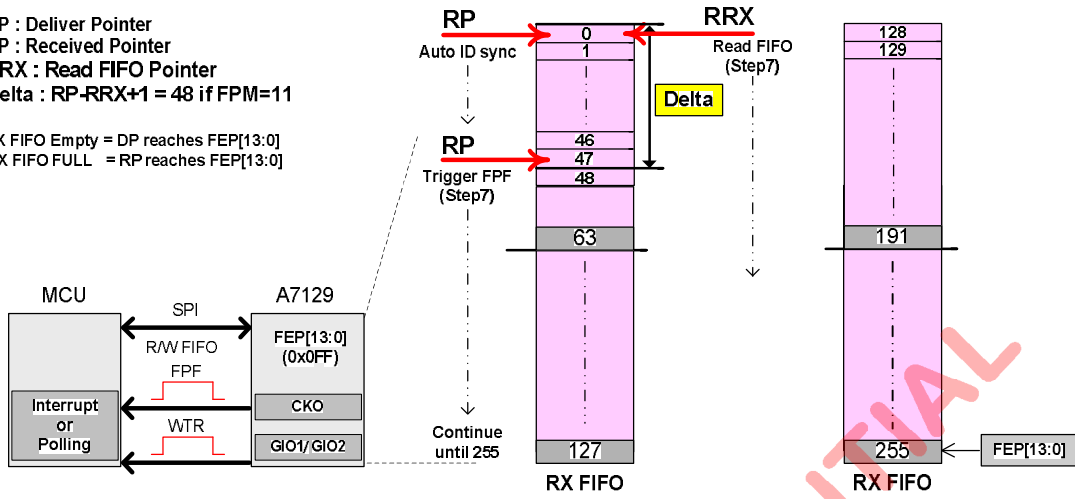 P : Deliver Pointer
P : Received Pointer
RX : Read FIFO Pointer
elta : RP-RRX+1 = 48 if FPM=11
X FIFO Empty = DP reaches FEP[13:0]
X FIFO FULL = RP reaches FEP[13:0]
RP
Auto ID sync
RRX
Read FIFO
(Step7)
0
1
Delta
46
RP
47
Trigger FPF
(Step7)
48
63
127
Continue
until 255
RX FIFO
128
129
191
255
FEP[13:0]
RX FIFO
MCU
A7129
SPI
R/W FIFO
FPF
WTR
Interrupt
or
Polling
FEP[13:0]
(0x0FF)
CKO
GIO1/GIO2
TIAL